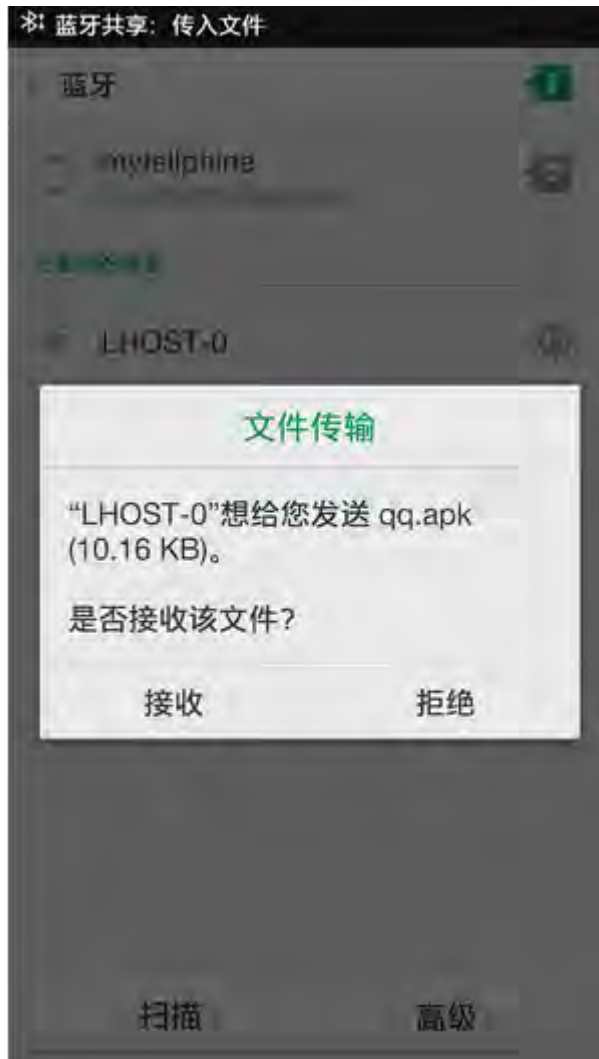 蓝牙共享：传入文件
蓝牙
LHOST-0
文件传输
“LHOST-0”想给您发送 qq.apk
(10.16 KB)。
是否接收该文件？
接收
拒绝
扫描
高级